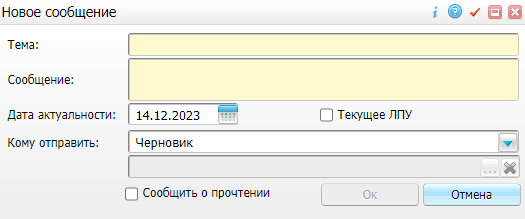 Новое сообщение
Тема:
Сообщение:
Дата актуальности: 14.12.2023 Текущее ЛПУ
Кому отправить: Черновик
...
Сообщить о прочтении Ок Отмена